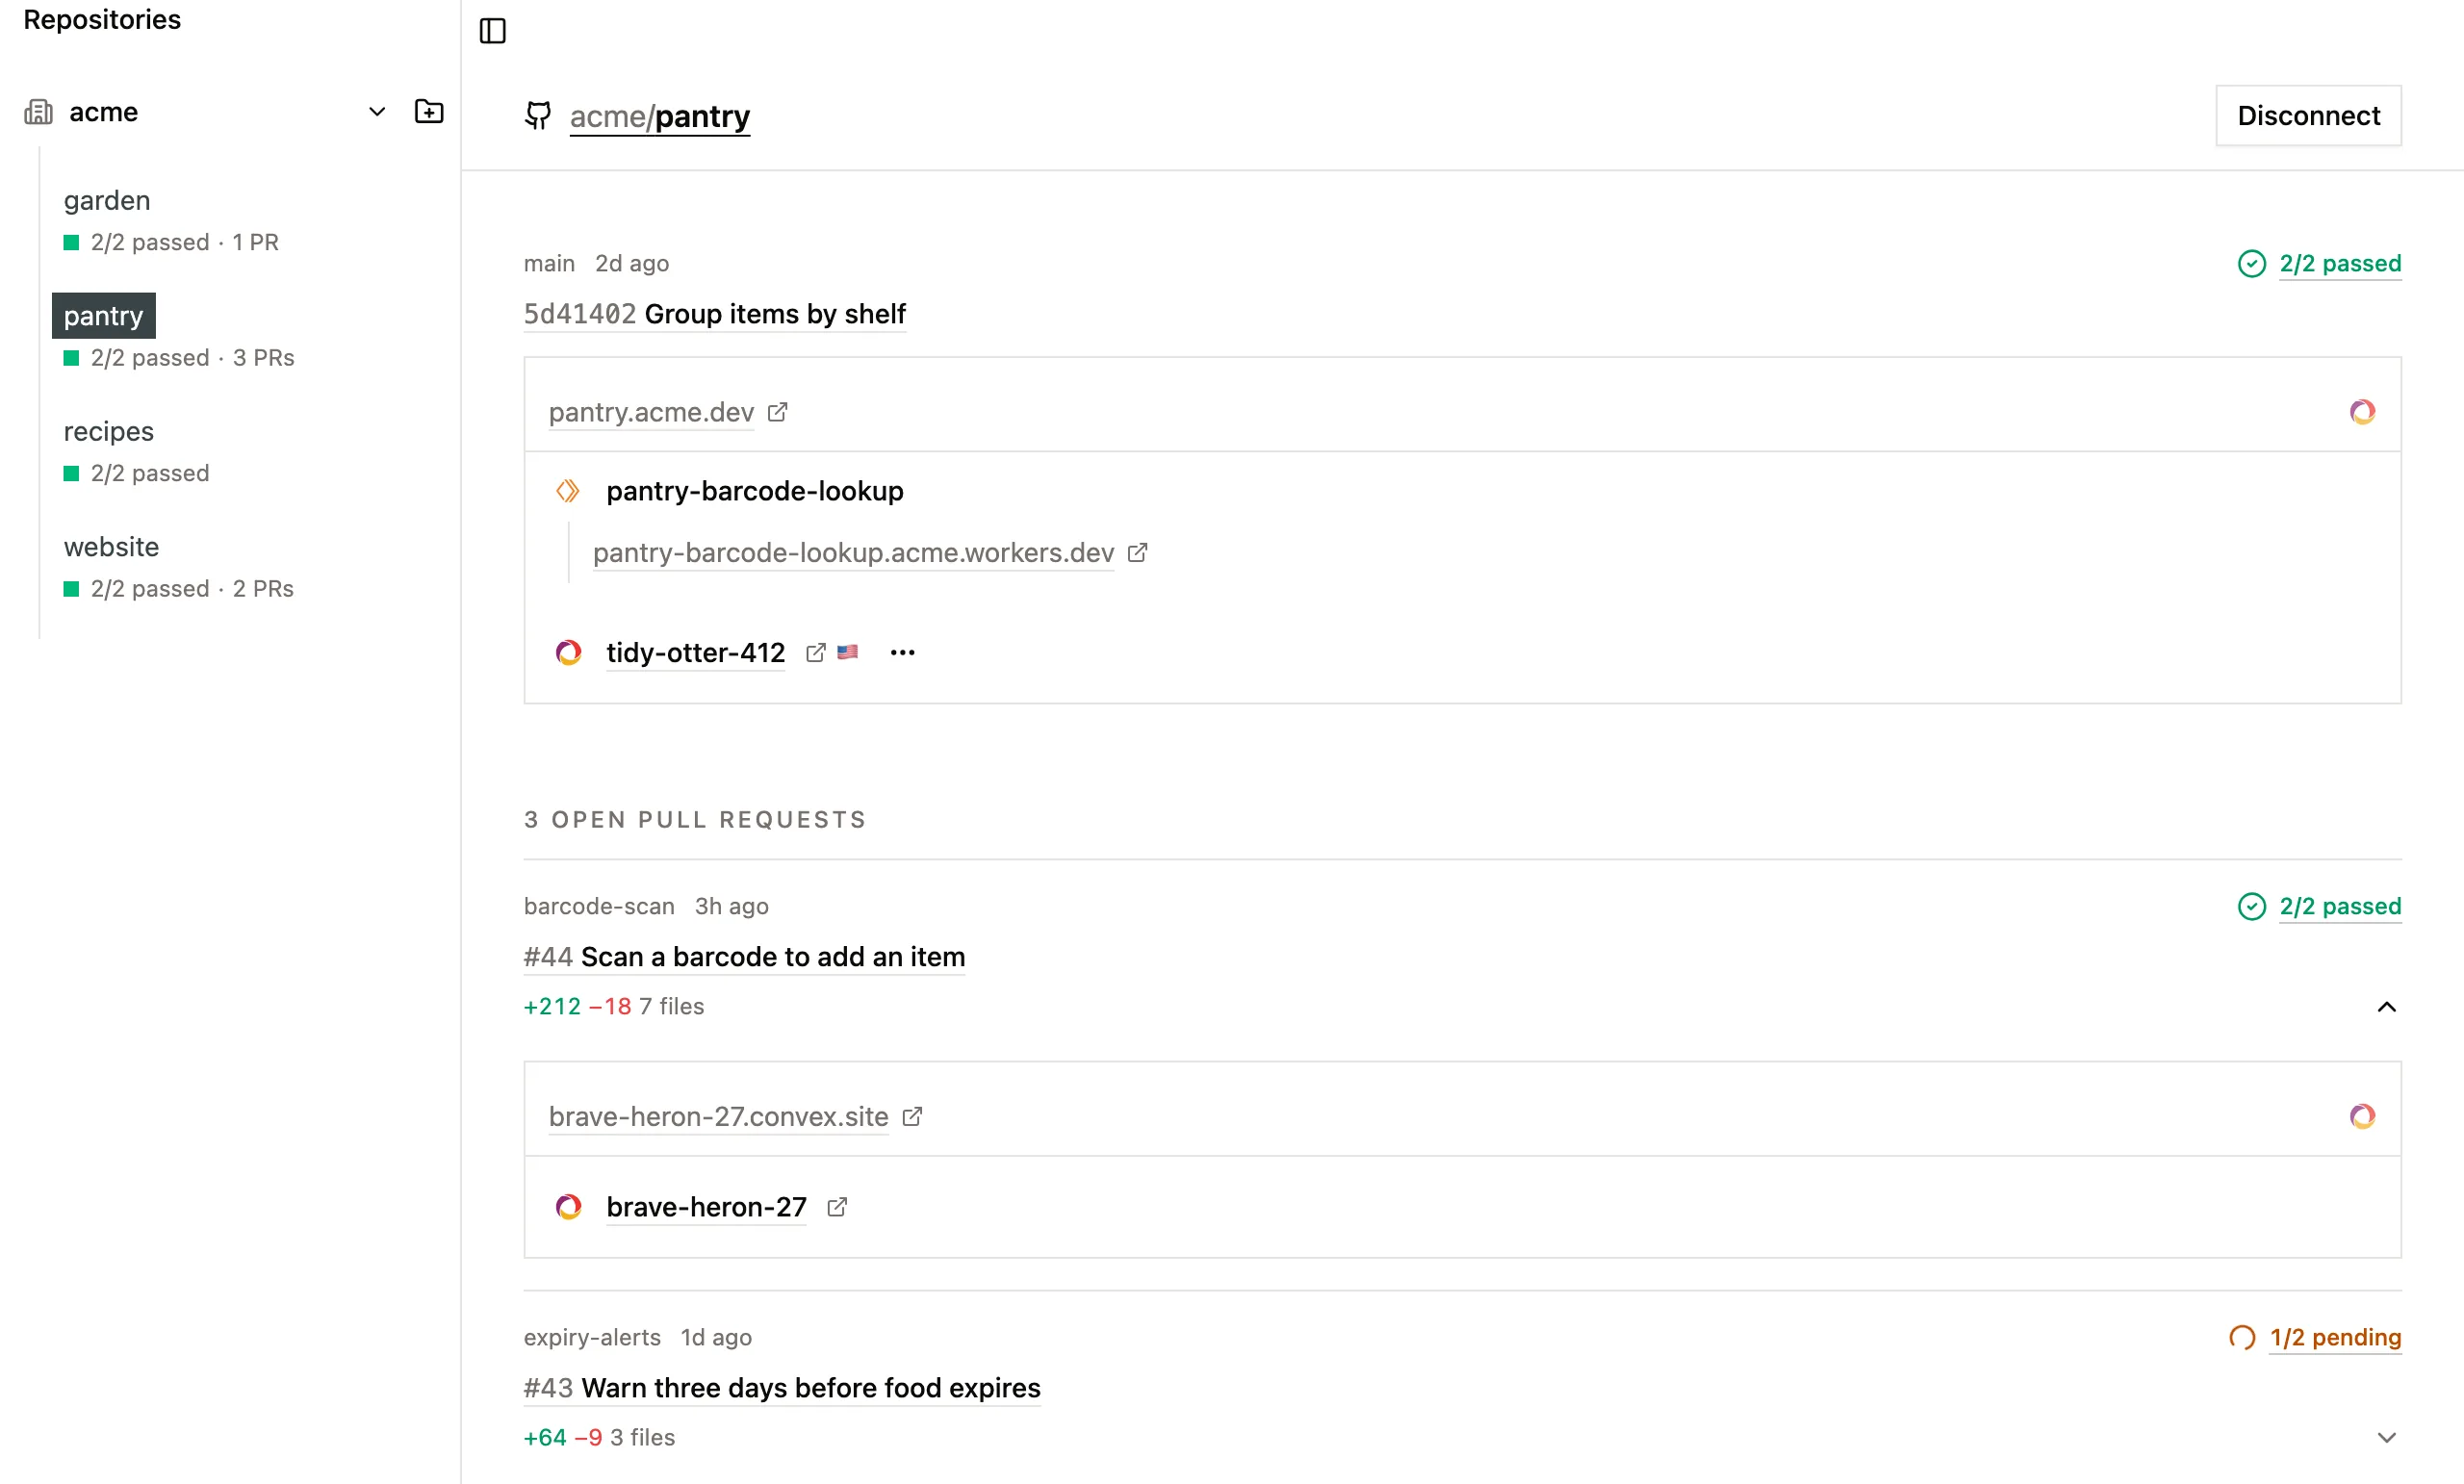 Repositories
acme
garden
2/2 passed · 1 PR
pantry
2/2 passed · 3 PRs
recipes
2/2 passed
website
2/2 passed · 2 PRs
acme/pantry
Disconnect
main 2d ago
2/2 passed
5d41402 Group items by shelf
pantry.acme.dev
pantry-barcode-lookup
pantry-barcode-lookup.acme.workers.dev
tidy-otter-412
3 OPEN PULL REQUESTS
barcode-scan 3h ago
2/2 passed
#44 Scan a barcode to add an item
+212 −18 7 files
brave-heron-27.convex.site
brave-heron-27
expiry-alerts 1d ago
1/2 pending
#43 Warn three days before food expires
+64 −9 3 files